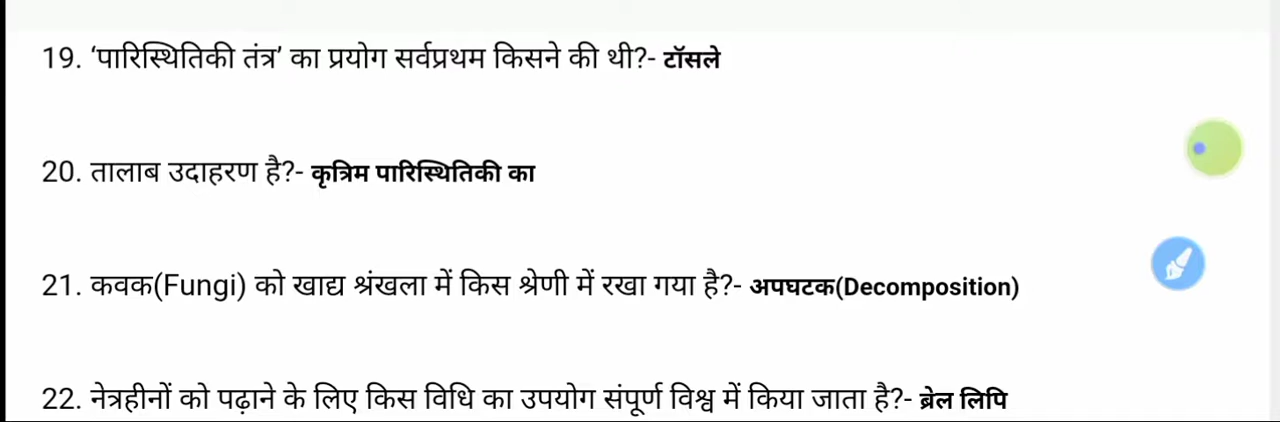 19. ‘पारिस्थितिकी तंत्र’ का प्रयोग सर्वप्रथम किसने की थी?- टॉसले
20. तालाब उदाहरण है?- कृत्रिम पारिस्थितिकी का
21. कवक(Fungi) को खाद्य श्रंखला में किस श्रेणी में रखा गया है?- अपघटक(Decomposition)
22. नेत्रहीनों को पढ़ाने के लिए किस विधि का उपयोग संपूर्ण विश्व में किया जाता है?- ब्रेल लिपि